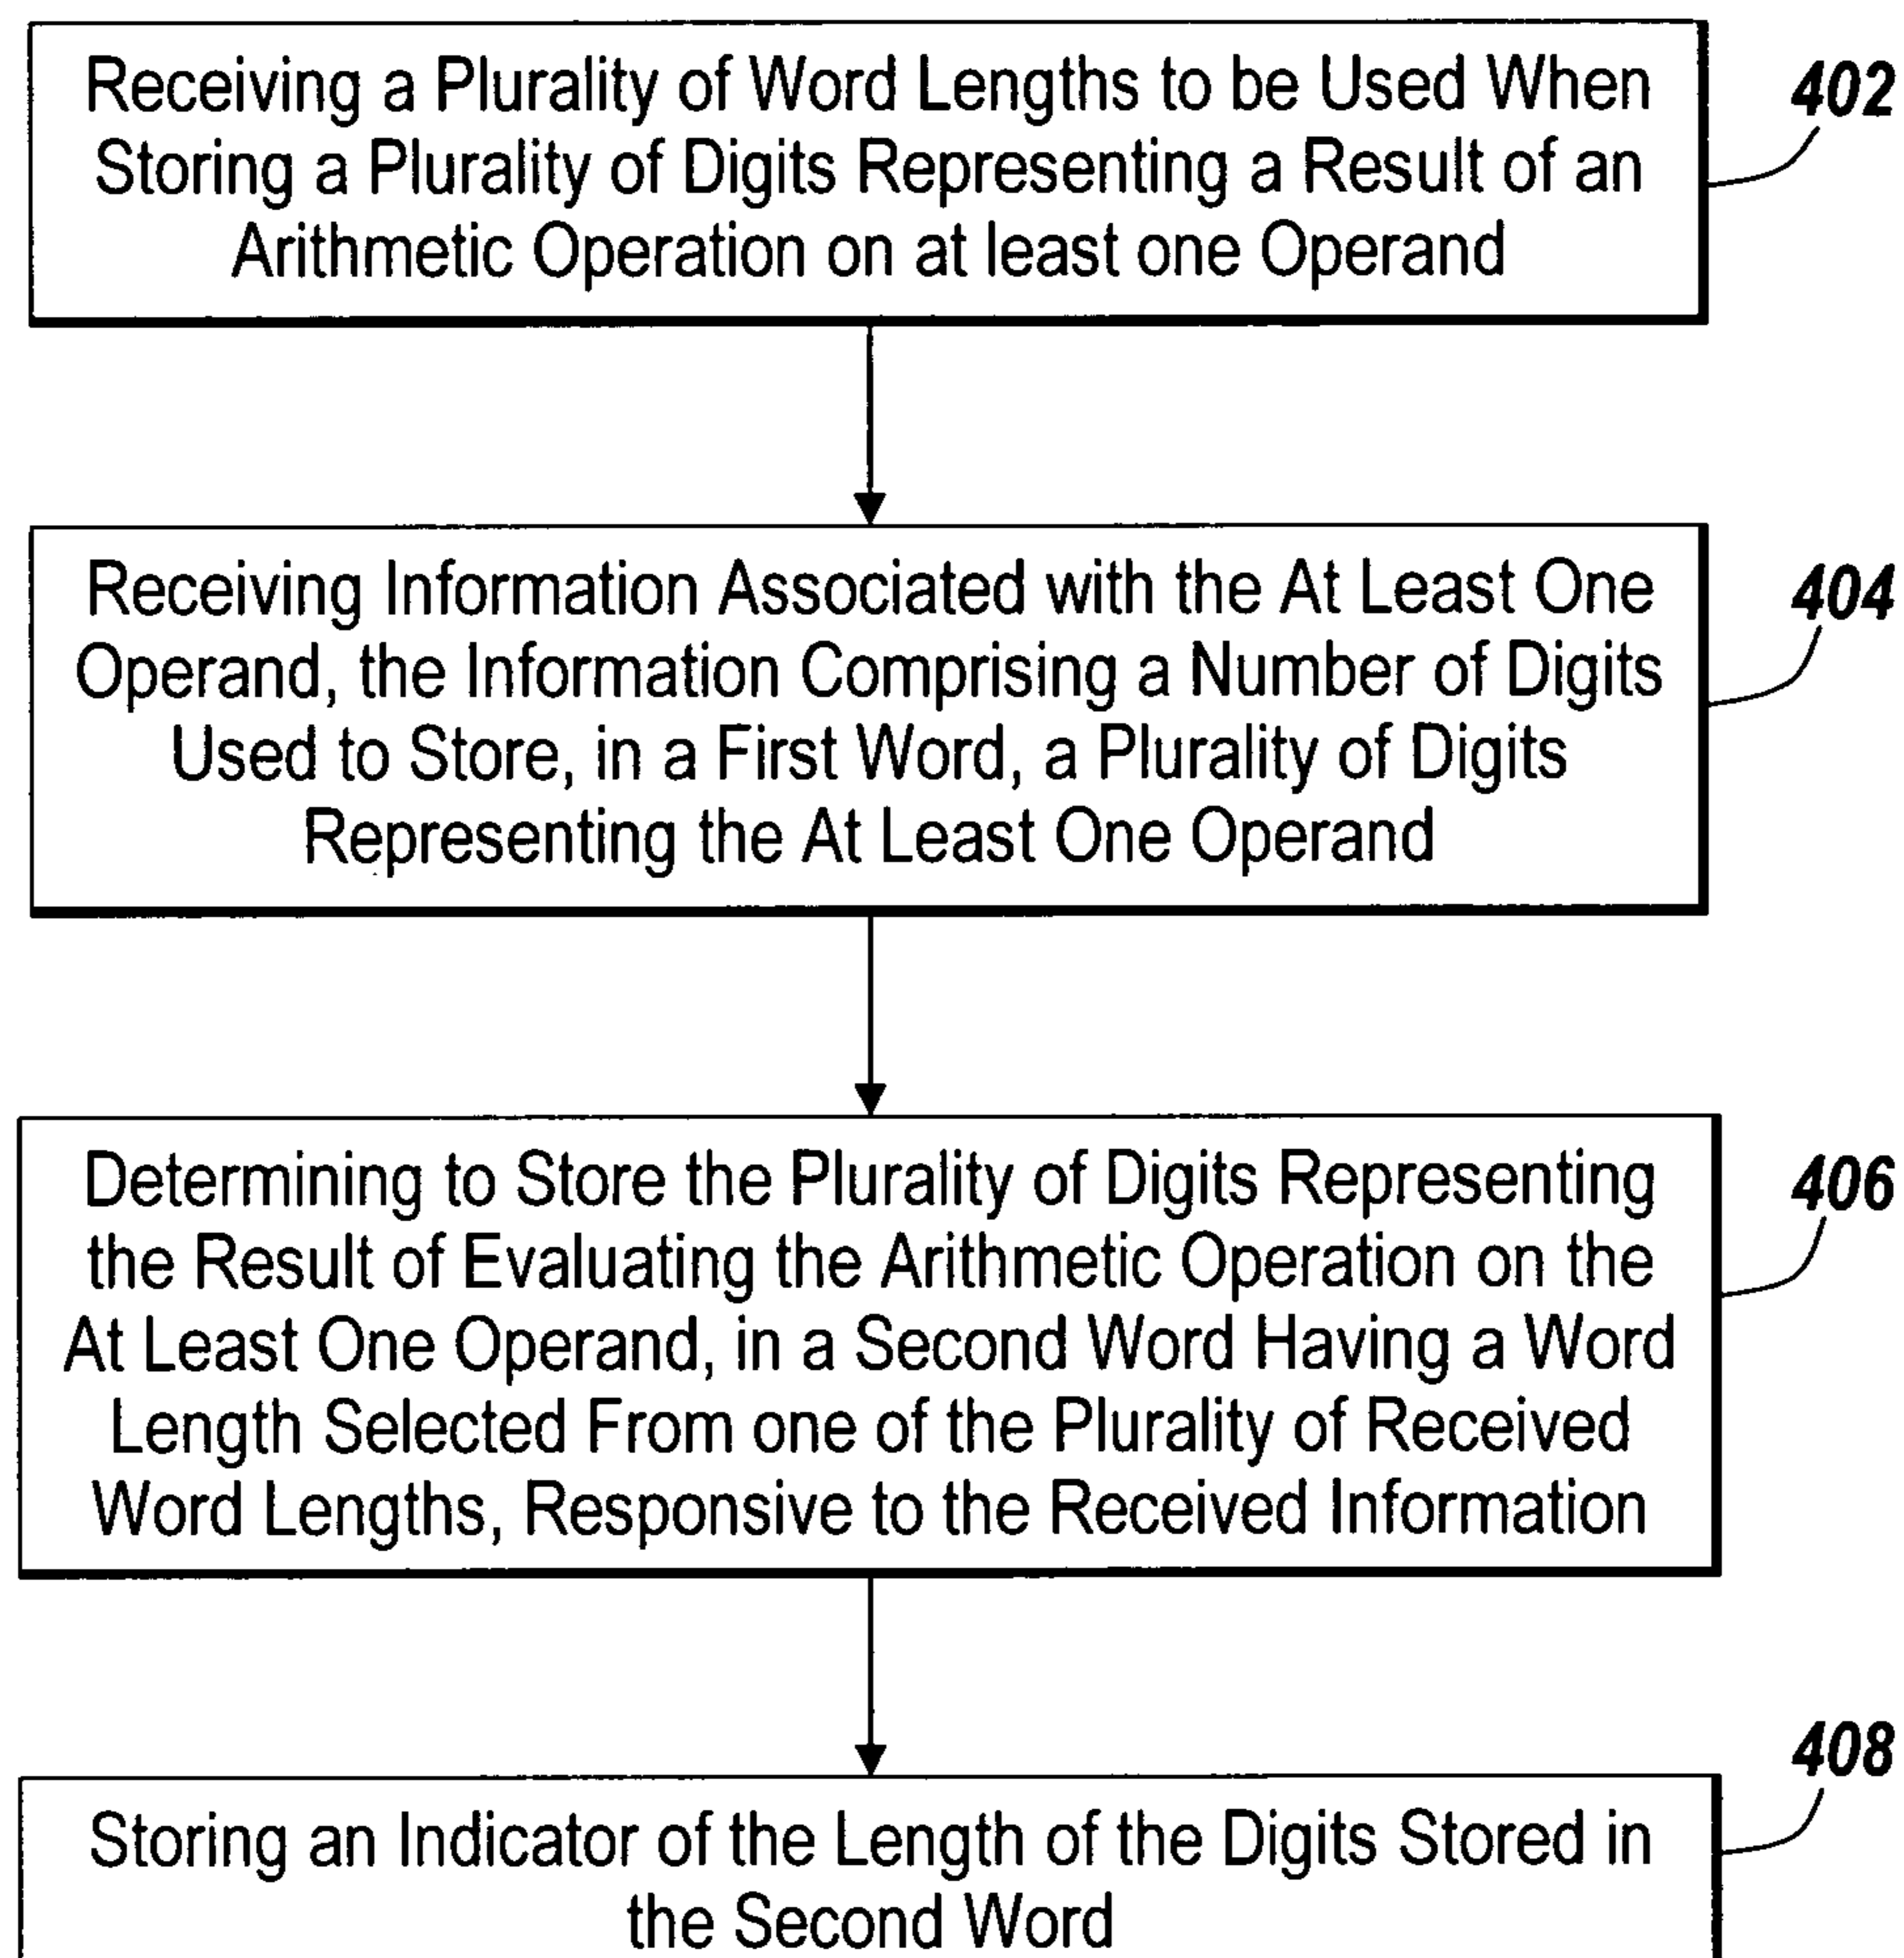 Receiving a Plurality of Word Lengths to be Used When
Storing a Plurality of Digits Representing a Result of an
Arithmetic Operation on at least one Operand
402
Receiving Information Associated with the At Least One
Operand, the Information Comprising a Number of Digits
Used to Store, in a First Word, a Plurality of Digits
Representing the At Least One Operand
404
Determining to Store the Plurality of Digits Representing
the Result of Evaluating the Arithmetic Operation on the
At Least One Operand, in a Second Word Having a Word
Length Selected From one of the Plurality of Received
Word Lengths, Responsive to the Received Information
406
Storing an Indicator of the Length of the Digits Stored in
the Second Word
408